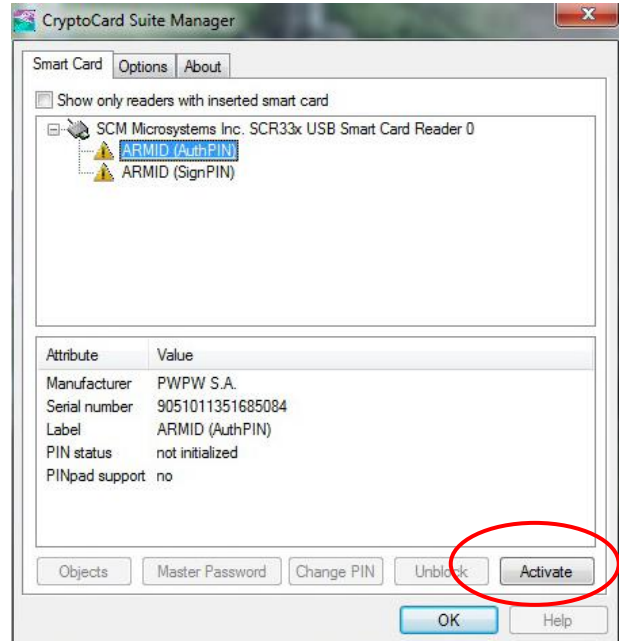 CryptoCard Suite Manager
Smart Card Options About
Show only readers with inserted smart card
SCM Microsystems Inc. SCR33x USB Smart Card Reader 0
ARMID (AuthPIN)
ARMID (SignPIN)
Attribute Value
Manufacturer PWPW S.A.
Serial number 9051011351685084
Label ARMID (AuthPIN)
PIN status not initialized
PINpad support no
Objects Master Password Change PIN Unblock Activate
OK Help